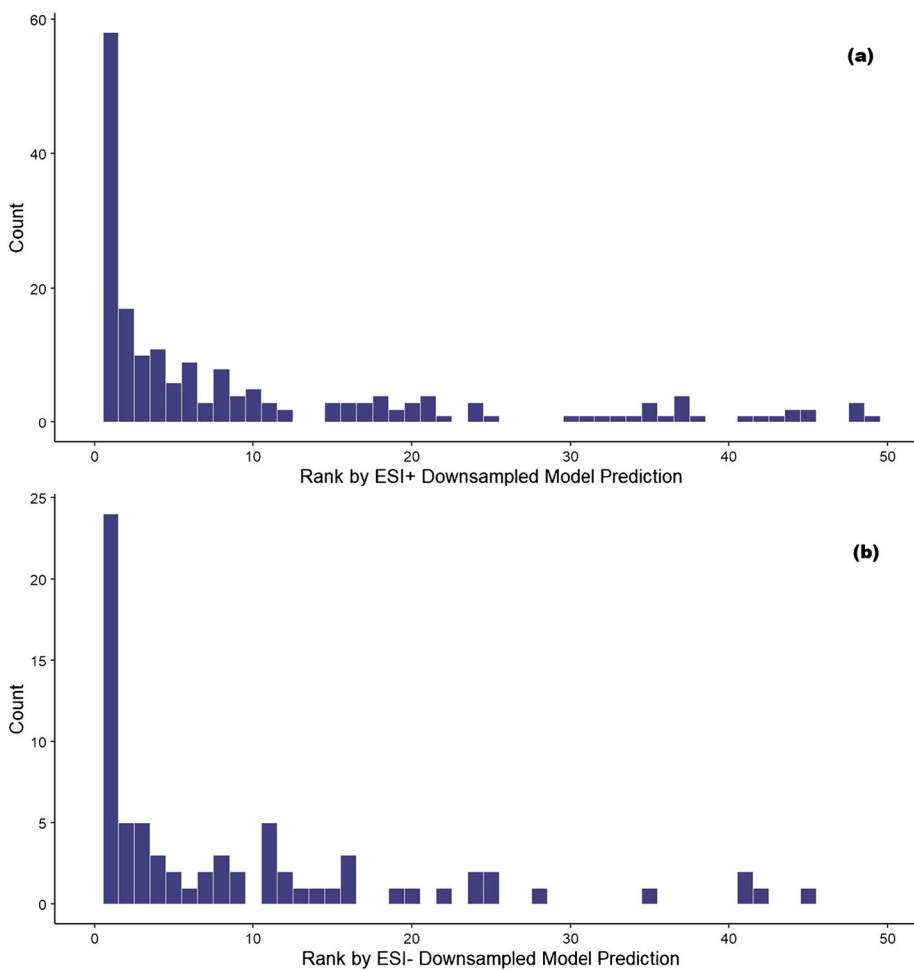 60
(a)
40
Count
20
0
0 10 20 30 40 50
Rank by ESI+ Downsampled Model Prediction
25
(b)
20
15
Count
10
5
0
0 10 20 30 40 50
Rank by ESI- Downsampled Model Prediction